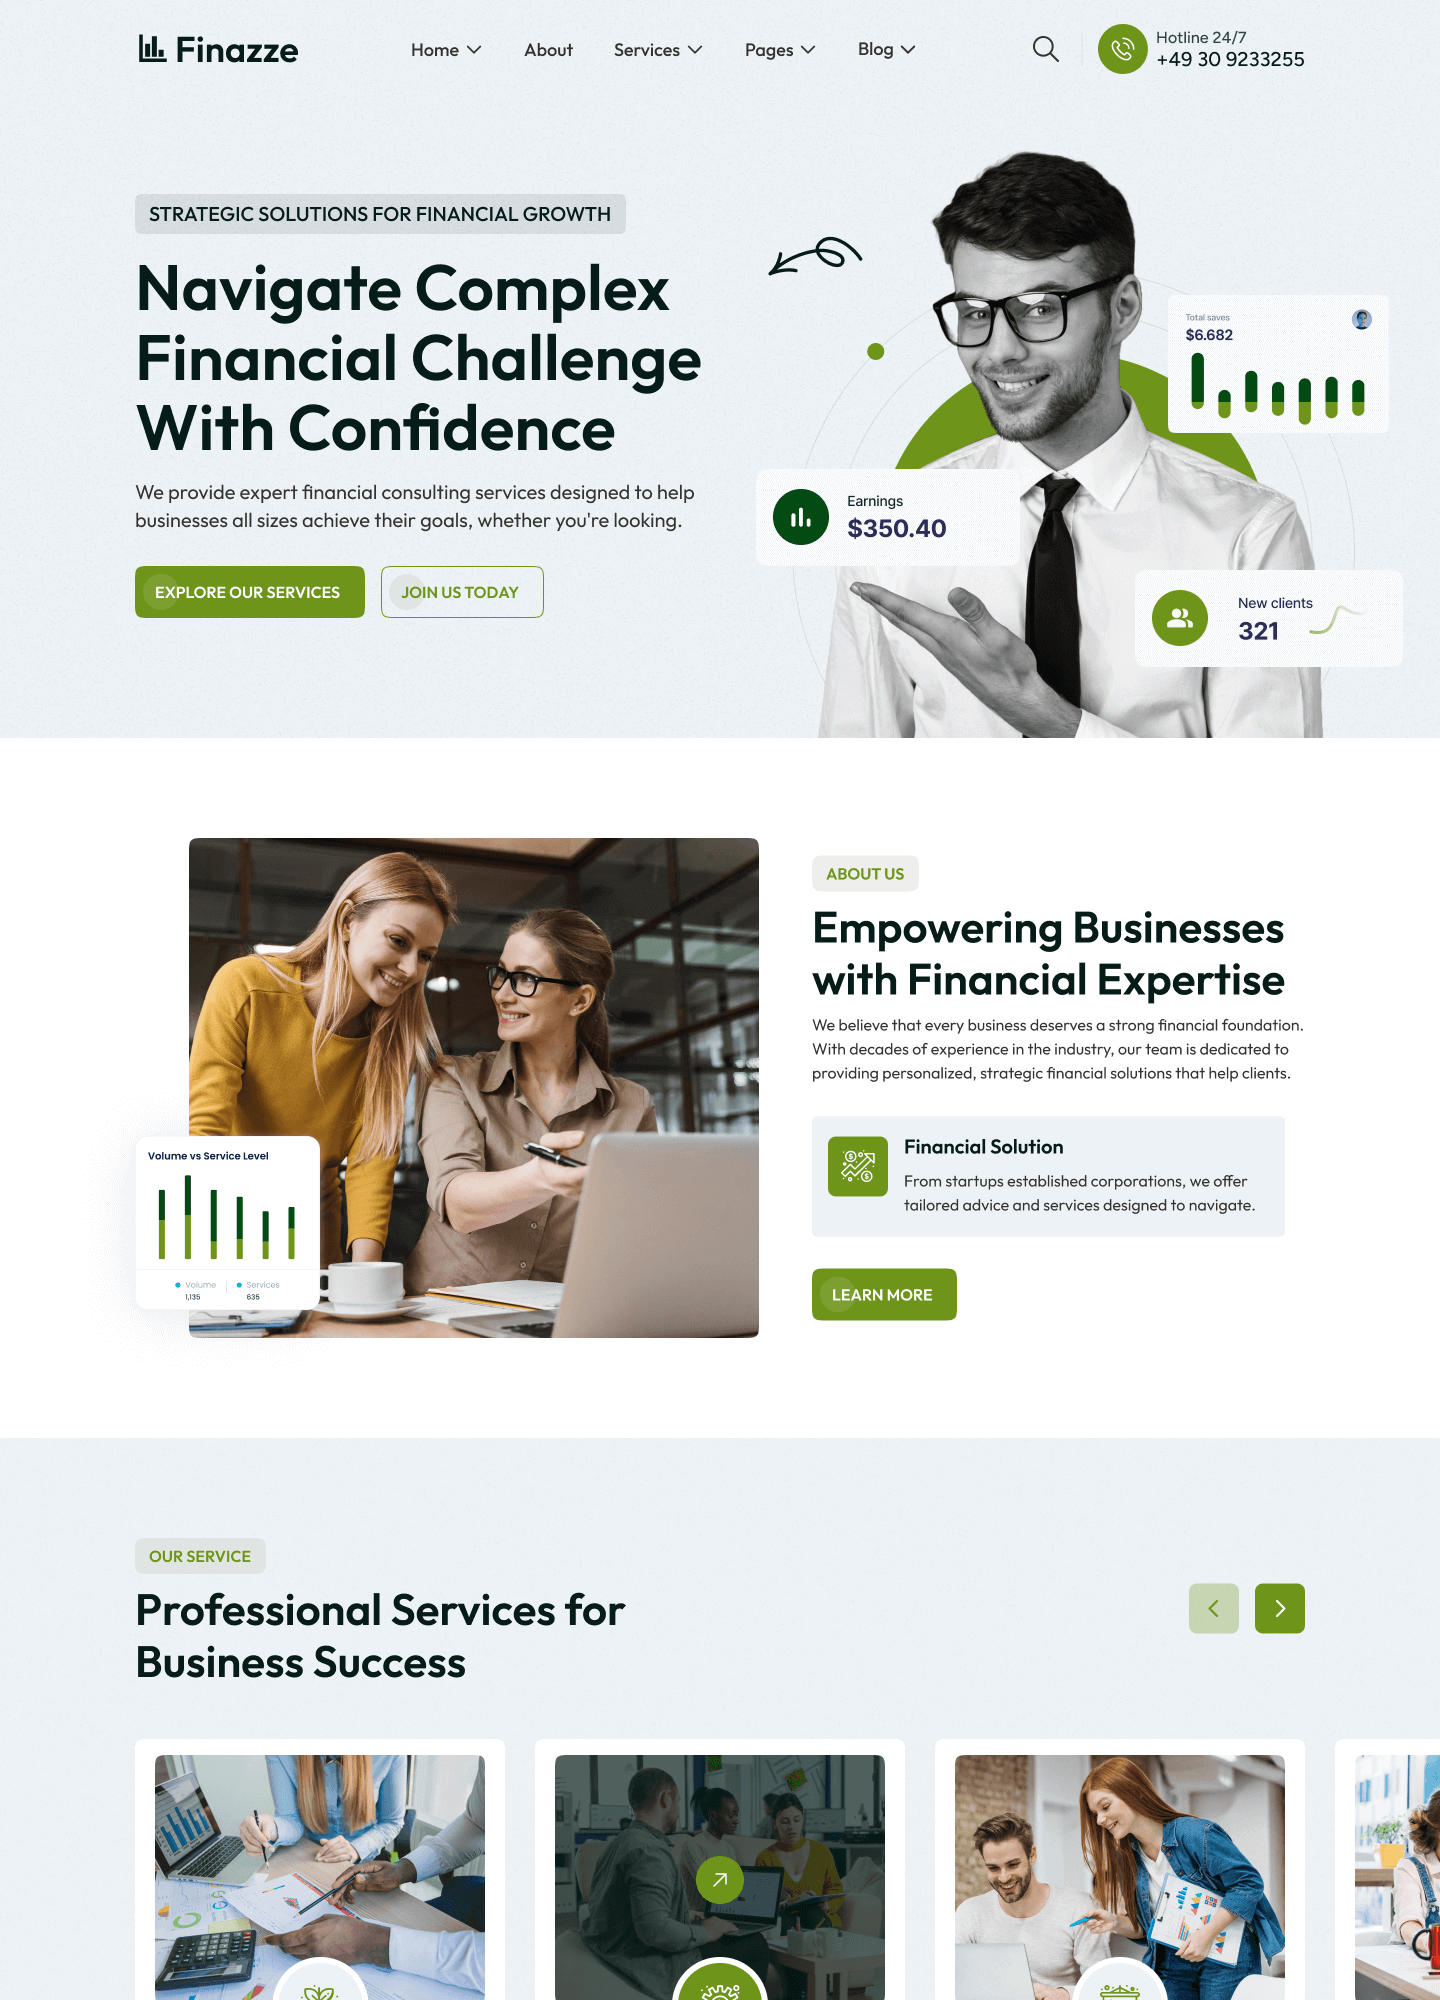 Finazze
Home
About
Services
Pages
Blog
Hotline 24/7
+49 30 9233255
STRATEGIC SOLUTIONS FOR FINANCIAL GROWTH
Navigate Complex
Financial Challenge
With Confidence
We provide expert financial consulting services designed to help
businesses all sizes achieve their goals, whether you're looking.
EXPLORE OUR SERVICES
JOIN US TODAY
Total saves
$6.682
Earnings
$350.40
New clients
321
Volume vs Service Level
Volume
Services
1,135
635
ABOUT US
Empowering Businesses
with Financial Expertise
We believe that every business deserves a strong financial foundation.
With decades of experience in the industry, our team is dedicated to
providing personalized, strategic financial solutions that help clients.
Financial Solution
From startups established corporations, we offer
tailored advice and services designed to navigate.
LEARN MORE
OUR SERVICE
Professional Services for
Business Success